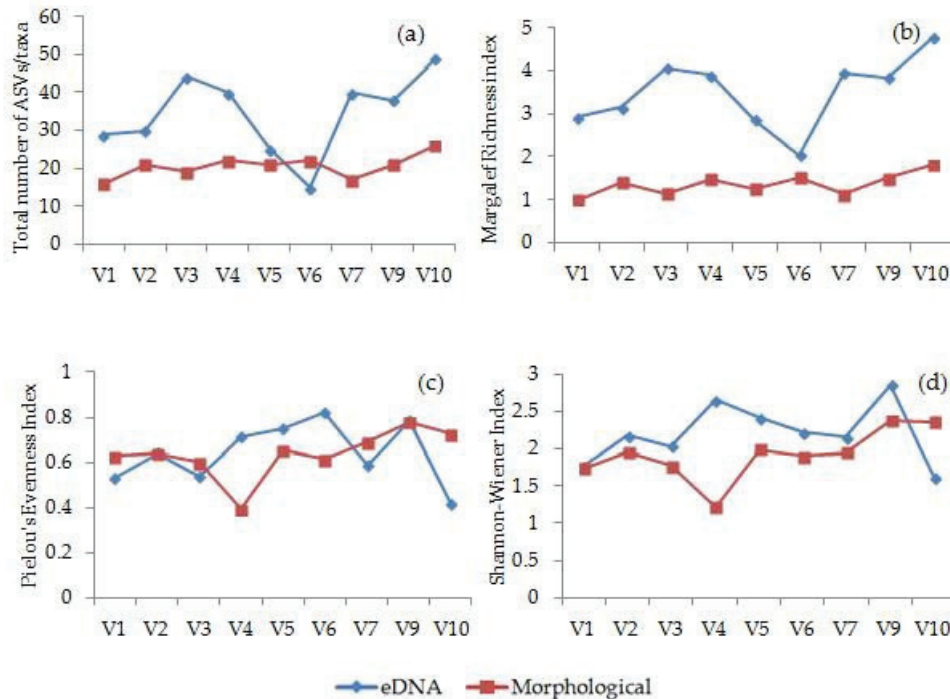 Total number of ASVs/taxa
60
50
40
30
20
10
0
(a)
V1 V2 V3 V4 V5 V6 V7 V9 V10
Margalef Richness index
5
4
3
2
1
0
(b)
V1 V2 V3 V4 V5 V6 V7 V9 V10
Pielou's Evenness Index
1
0.8
0.6
0.4
0.2
0
(c)
V1 V2 V3 V4 V5 V6 V7 V9 V10
Shannon-Wiener Index
3
2.5
2
1.5
1
0.5
0
(d)
V1 V2 V3 V4 V5 V6 V7 V9 V10
eDNA Morphological